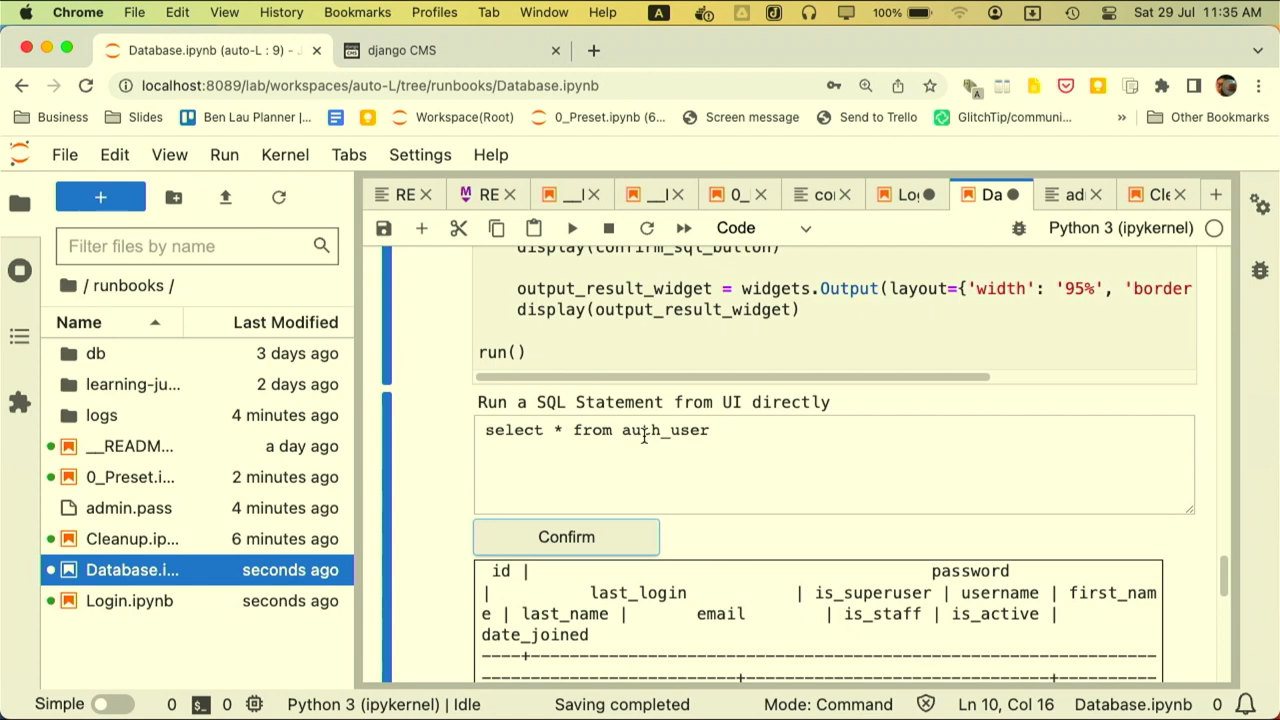 Chrome File Edit View History Bookmarks Profiles Tab Window Help A 100% Sat 29 Jul 11:35 AM
Database.ipynb (auto-L : 9) - django CMS
localhost:8089/lab/workspaces/auto-L/tree/runbooks/Database.ipynb
Business Slides Ben Lau Planner |... Workspace(Root) 0_Preset.ipynb (6... Screen message Send to Trello GlitchTip/communi... » Other Bookmarks
File Edit View Run Kernel Tabs Settings Help
RE RE __I __I 0_ Da ad Cle
Filter files by name
Code Python 3 (ipykernel)
/ runbooks /
Name Last Modified
db 3 days ago
learning-ju... 2 days ago
logs 4 minutes ago
__README... a day ago
0_Preset.i... 2 minutes ago
admin.pass 4 minutes ago
Cleanup.ip... 6 minutes ago
Database.i... seconds ago
Login.ipynb seconds ago
display(confirm_sql_button)
output_result_widget = widgets.Output(layout={'width': '95%', 'border
display(output_result_widget)
run()
Run a SQL Statement from UI directly
select * from auth_user
Confirm
id | password
| last_login | is_superuser | username | first_nam
e | last_name | email | is_staff | is_active |
date_joined
Simple 0 0 Python 3 (ipykernel) | Idle Saving completed Mode: Command Ln 10, Col 16 Database.ipynb 0